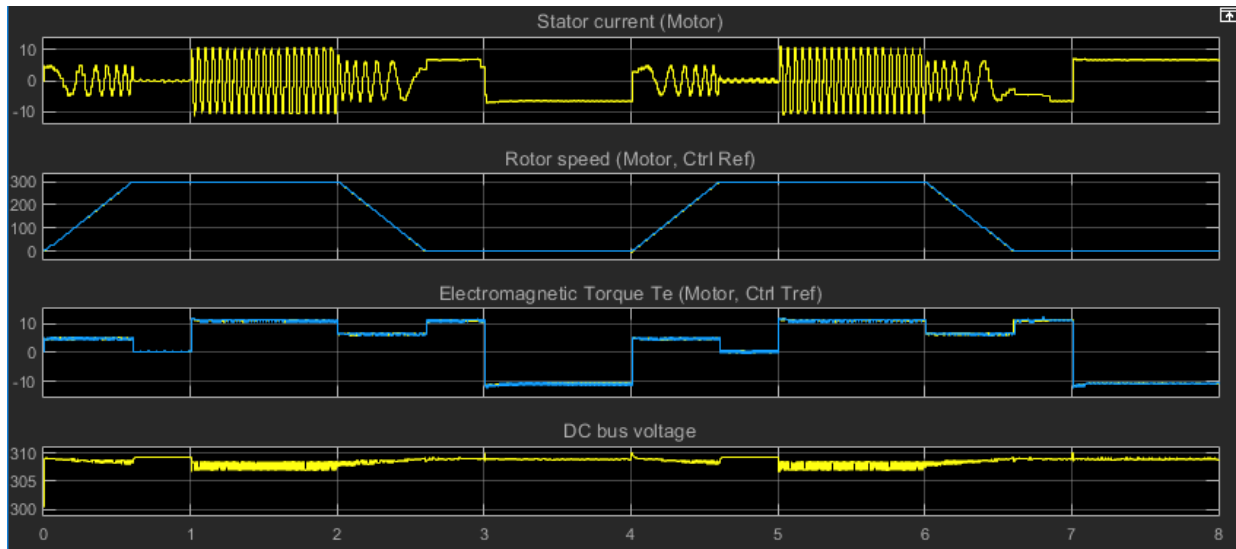 Stator current (Motor)
10
0
-10
Rotor speed (Motor, Ctrl Ref)
300
200
100
0
Electromagnetic Torque Te (Motor, Ctrl Tref)
10
0
-10
DC bus voltage
310
305
300
0 1 2 3 4 5 6 7 8